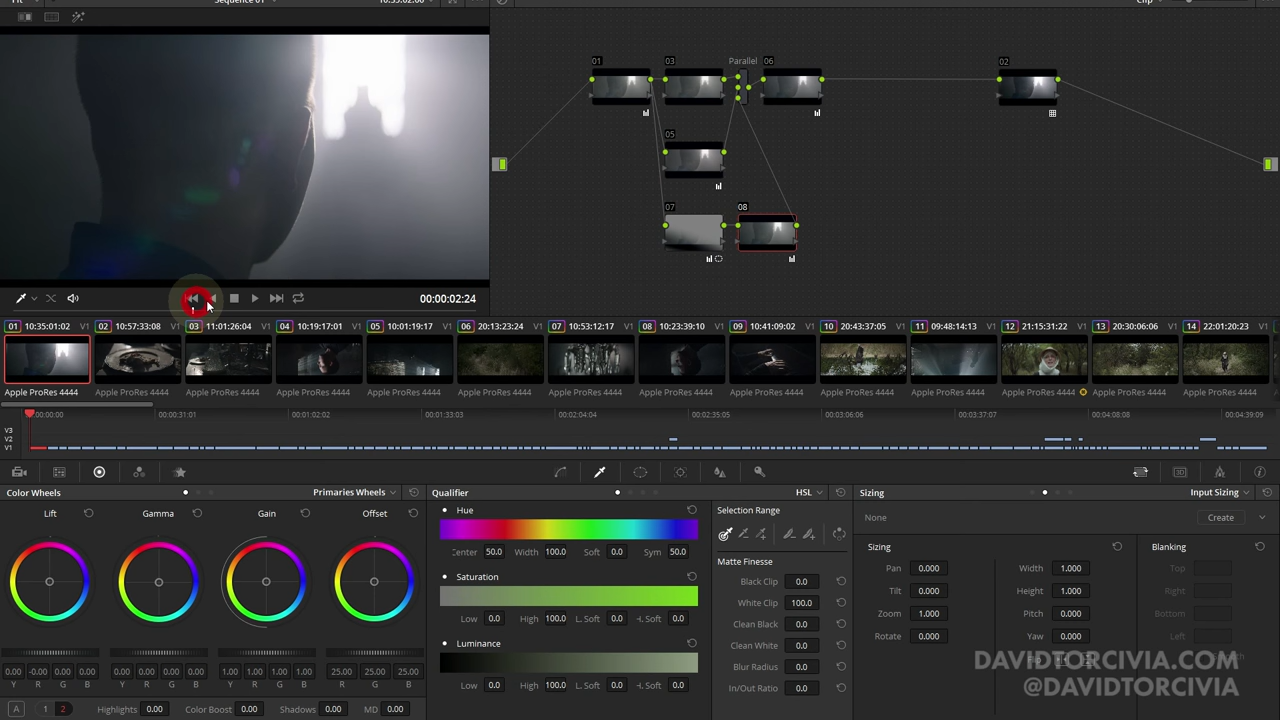 Fit Sequence 01 10:35:02:00 Clip
01 03 Parallel 06 02
05
07 08
00:00:02:24
01 10:35:01:02 V1 02 10:57:33:08 V1 03 11:01:26:04 V1 04 10:19:17:01 V1 05 10:01:19:17 V1 06 20:13:23:24 V1 07 10:53:12:17 V1 08 10:23:39:10 V1 09 10:41:09:02 V1 10 20:43:37:05 V1 11 09:48:14:13 V1 12 21:15:31:22 V1 13 20:30:06:06 V1 14 22:01:20:23 V1
Apple ProRes 4444 Apple ProRes 4444 Apple ProRes 4444 Apple ProRes 4444 Apple ProRes 4444 Apple ProRes 4444 Apple ProRes 4444 Apple ProRes 4444 Apple ProRes 4444 Apple ProRes 4444 Apple ProRes 4444 Apple ProRes 4444 Apple ProRes 4444 Apple ProRes 4444
00:00:00 00:00:31:01 00:01:02:02 00:01:33:03 00:02:04:04 00:02:35:05 00:03:06:06 00:03:37:07 00:04:08:08 00:04:39:09
V3
V2
V1
Color Wheels Primaries Wheels Qualifier HSL Sizing Input Sizing
Lift Gamma Gain Offset Hue Selection Range None Create
Center 50.0 Width 100.0 Soft 0.0 Sym 50.0
Sizing Blanking
Matte Finesse
Pan 0.000 Width 1.000 Top
Saturation Black Clip 0.0
Tilt 0.000 Height 1.000 Right
White Clip 100.0
Low 0.0 High 100.0 L. Soft 0.0 H. Soft 0.0
Zoom 1.000 Pitch 0.000 Bottom
Clean Black 0.0
Rotate 0.000 Yaw 0.000 Left
Luminance Clean White 0.0
0.00 -0.00 0.00 0.00 0.00 0.00 0.00 0.00 1.00 1.00 1.00 1.00 25.00 25.00 25.00
Blur Radius 0.0
Y R G B Y R G B Y R G B R G B
Low 0.0 High 100.0 L. Soft 0.0 H. Soft 0.0
In/Out Ratio 0.0
A 1 2 Highlights 0.00 Color Boost 0.00 Shadows 0.00 MD 0.00
DAVIDTORCIVIA.COM
@DAVIDTORCIVIA